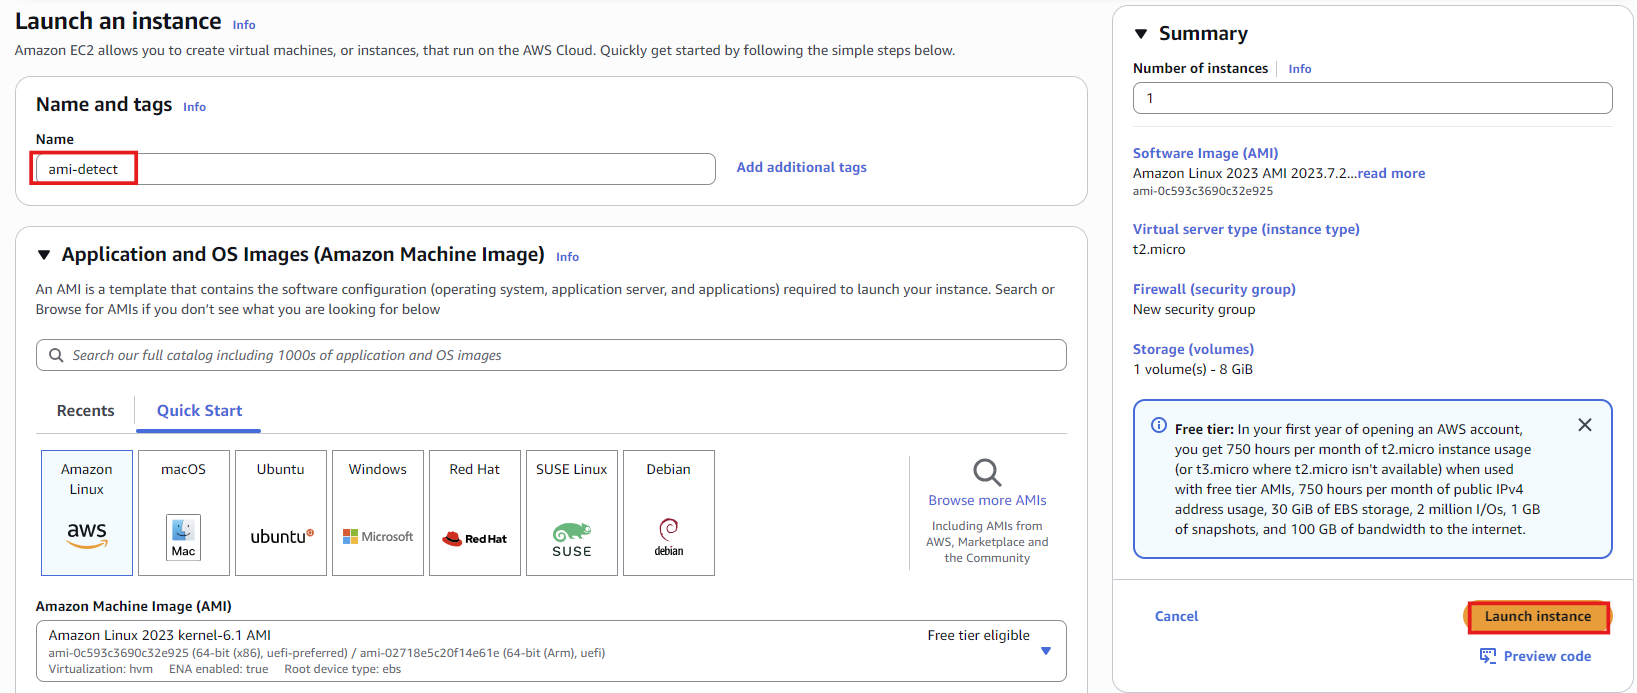 Launch an instance Info
Amazon EC2 allows you to create virtual machines, or instances, that run on the AWS Cloud. Quickly get started by following the simple steps below.
Name and tags Info
Name
ami-detect
Add additional tags
Application and OS Images (Amazon Machine Image) Info
An AMI is a template that contains the software configuration (operating system, application server, and applications) required to launch your instance. Search or
Browse for AMIs if you don’t see what you are looking for below
Search our full catalog including 1000s of application and OS images
Recents
Quick Start
Amazon
Linux
aws
macOS
Mac
Ubuntu
ubuntu
Windows
Microsoft
Red Hat
Red Hat
SUSE Linux
SUSE
Debian
debian
Browse more AMIs
Including AMIs from
AWS, Marketplace and
the Community
Amazon Machine Image (AMI)
Amazon Linux 2023 kernel-6.1 AMI
Free tier eligible
ami-0c593c3690c32e925 (64-bit (x86), uefi-preferred) / ami-02718e5c20f14e61e (64-bit (Arm), uefi)
Virtualization: hvm ENA enabled: true Root device type: ebs
Summary
Number of instances Info
1
Software Image (AMI)
Amazon Linux 2023 AMI 2023.7.2...read more
ami-0c593c3690c32e925
Virtual server type (instance type)
t2.micro
Firewall (security group)
New security group
Storage (volumes)
1 volume(s) - 8 GiB
Free tier: In your first year of opening an AWS account,
you get 750 hours per month of t2.micro instance usage
(or t3.micro where t2.micro isn't available) when used
with free tier AMIs, 750 hours per month of public IPv4
address usage, 30 GiB of EBS storage, 2 million I/Os, 1 GB
of snapshots, and 100 GB of bandwidth to the internet.
Cancel
Launch instance
Preview code